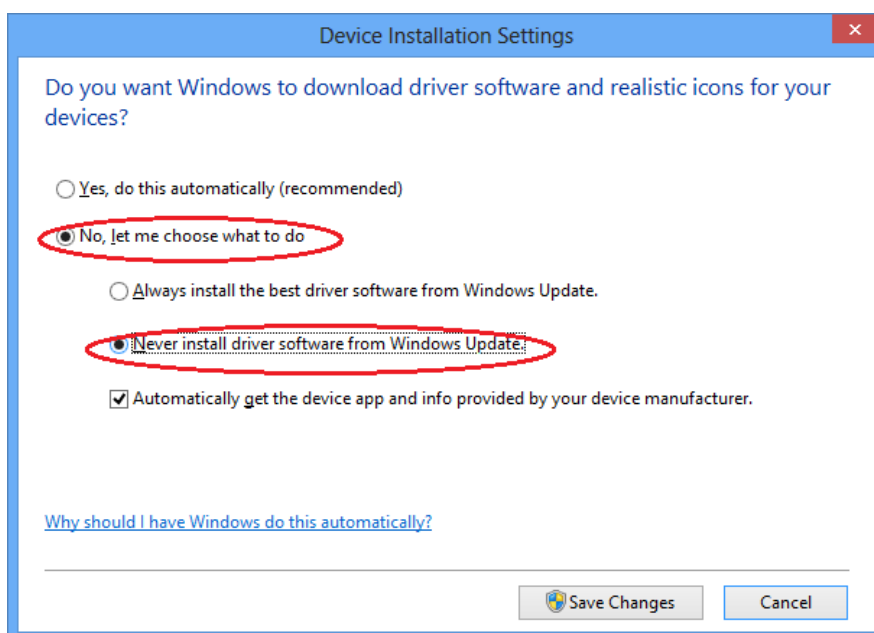 Device Installation Settings
Do you want Windows to download driver software and realistic icons for your
devices?
Yes, do this automatically (recommended)
No, let me choose what to do
Always install the best driver software from Windows Update.
Never install driver software from Windows Update.
Automatically get the device app and info provided by your device manufacturer.
Why should I have Windows do this automatically?
Save Changes
Cancel